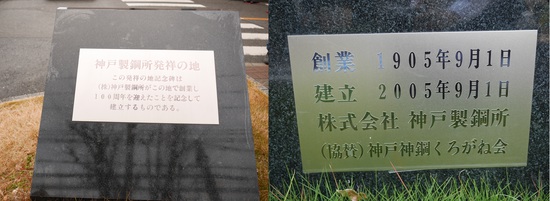 神戸製鋼所発祥の地
この発祥の地記念碑は
(株)神戸製鋼所がこの地で創業し
100周年を迎えたことを記念して
建立するものである。
創業 1905年9月1日
建立 2005年9月1日
株式会社 神戸製鋼所
(協賛)神戸神鋼くろがね会